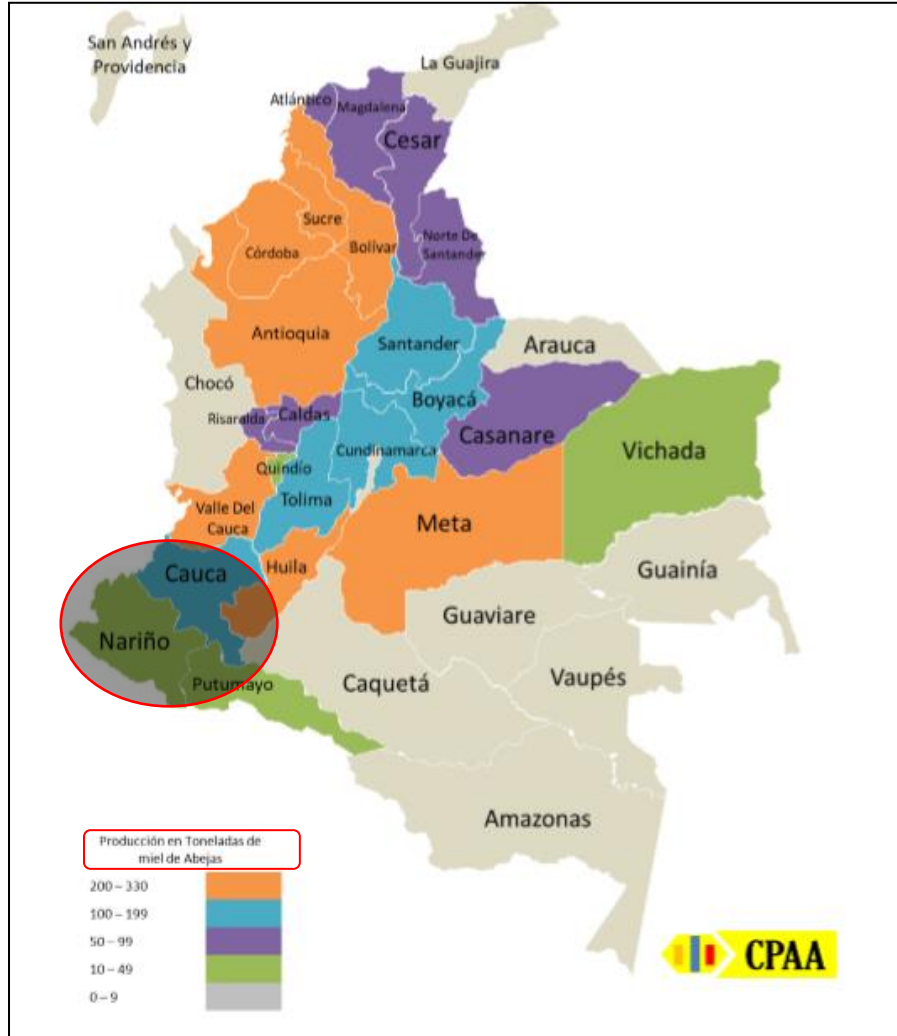 San Andrés y
Providencia
La Guajira
Atlántico
Magdalena
Cesar
Sucre
Córdoba
Bolívar
Norte De
Santander
Antioquia
Santander
Arauca
Chocó
Boyacá
Risaralda
Caldas
Casanare
Cundinamarca
Vichada
Quindío
Tolima
Valle Del
Cauca
Meta
Cauca
Huila
Guainía
Guaviare
Nariño
Vaupés
Putumayo
Caquetá
Amazonas
Producción en Toneladas de
miel de Abejas
200 – 330
100 – 199
50 – 99
10 – 49
0 – 9
CPAA